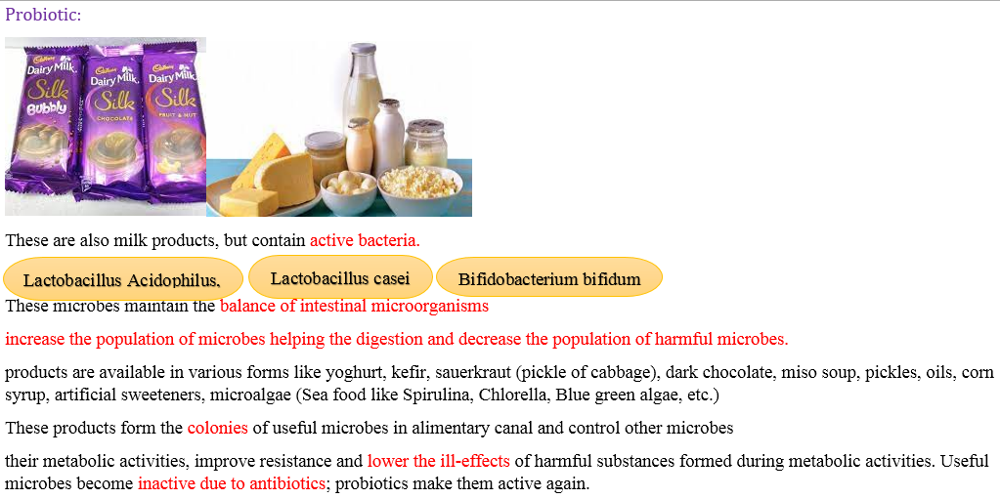 Probiotic:
Cadbury Cadbury Cadbury
Dairy Milk Dairy Milk Dairy Milk
Silk Silk Silk
Bubbly CHOCOLATE FRUIT & NUT
These are also milk products, but contain active bacteria.
Lactobacillus Acidophilus, Lactobacillus casei Bifidobacterium bifidum
These microbes maintain the balance of intestinal microorganisms
increase the population of microbes helping the digestion and decrease the population of harmful microbes.
products are available in various forms like yoghurt, kefir, sauerkraut (pickle of cabbage), dark chocolate, miso soup, pickles, oils, corn
syrup, artificial sweeteners, microalgae (Sea food like Spirulina, Chlorella, Blue green algae, etc.)
These products form the colonies of useful microbes in alimentary canal and control other microbes
their metabolic activities, improve resistance and lower the ill-effects of harmful substances formed during metabolic activities. Useful
microbes become inactive due to antibiotics; probiotics make them active again.